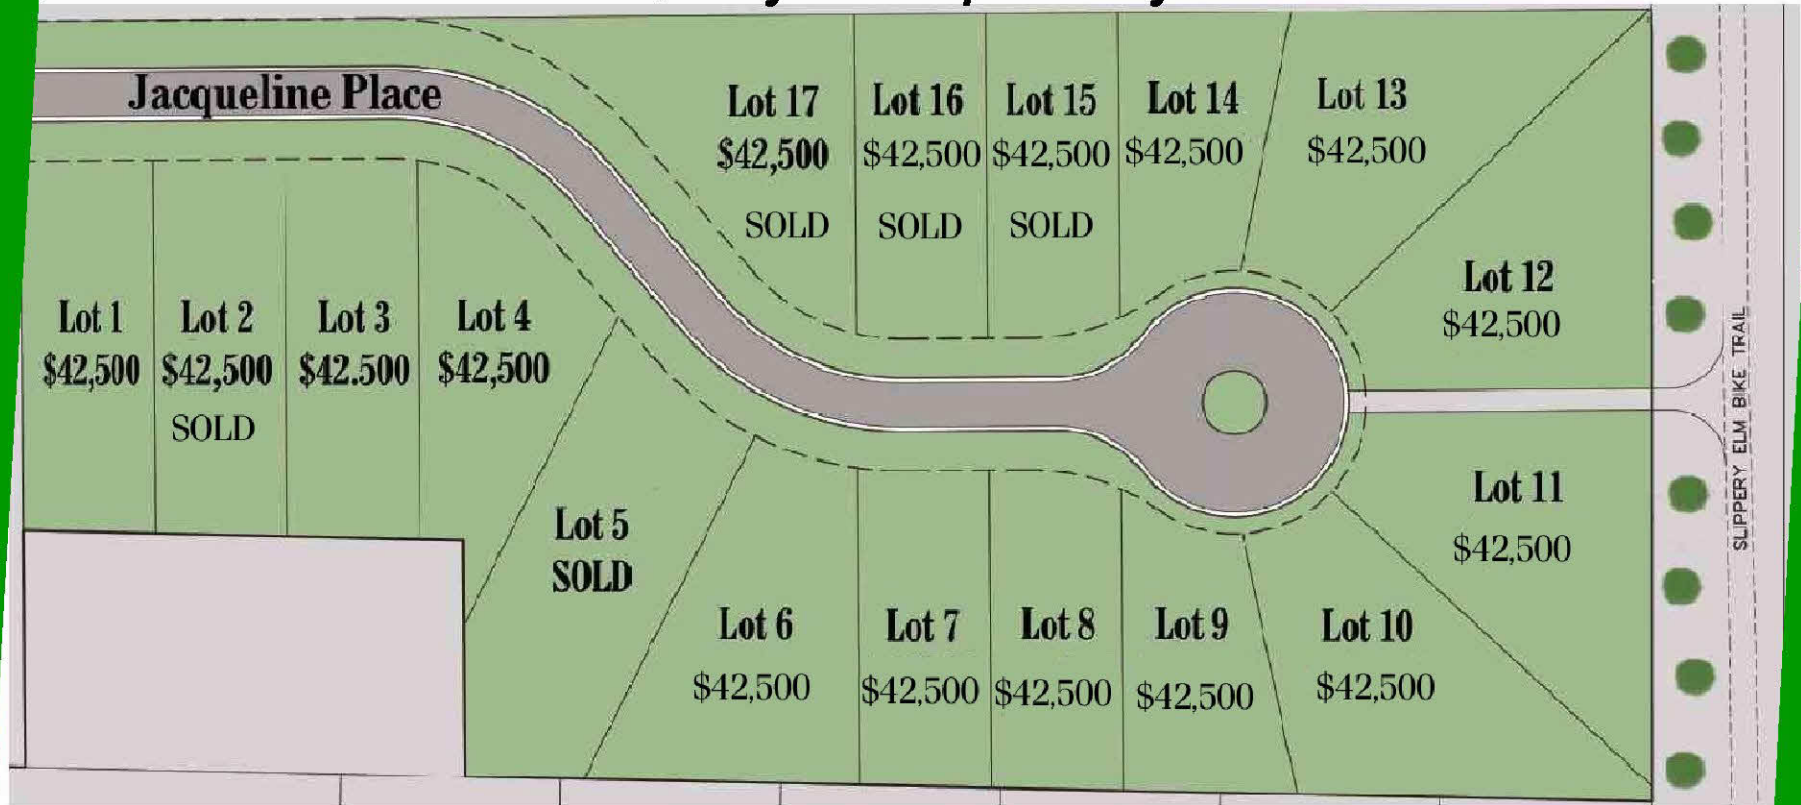 Jacqueline Place
Lot 17
$42,500
SOLD
Lot 16
$42,500
SOLD
Lot 15
$42,500
SOLD
Lot 14
$42,500
Lot 13
$42,500
Lot 12
$42,500
Lot 1
$42,500
Lot 2
$42,500
SOLD
Lot 3
$42.500
Lot 4
$42,500
Lot 5
SOLD
Lot 6
$42,500
Lot 7
$42,500
Lot 8
$42,500
Lot 9
$42,500
Lot 10
$42,500
Lot 11
$42,500
SLIPPERY ELM BIKE TRAIL